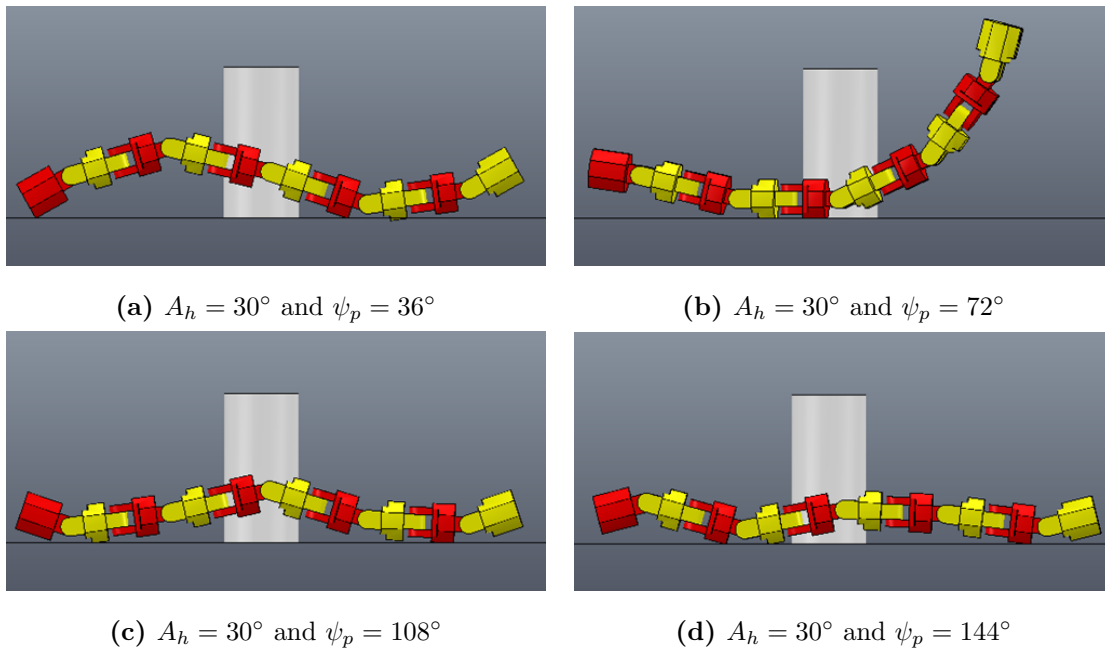 (a) A_h = 30° and ψ_p = 36°
(b) A_h = 30° and ψ_p = 72°
(c) A_h = 30° and ψ_p = 108°
(d) A_h = 30° and ψ_p = 144°